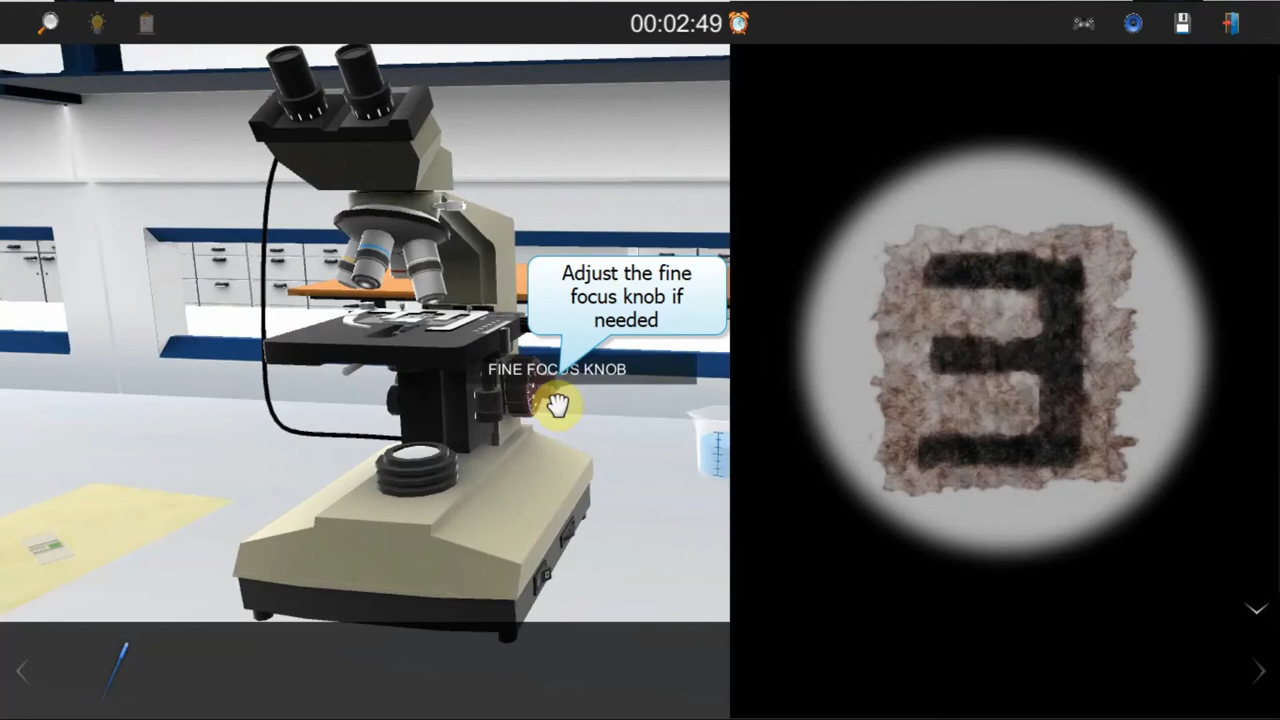 00:02:49
Adjust the fine
focus knob if
needed
FINE FOCUS KNOB
Ǝ